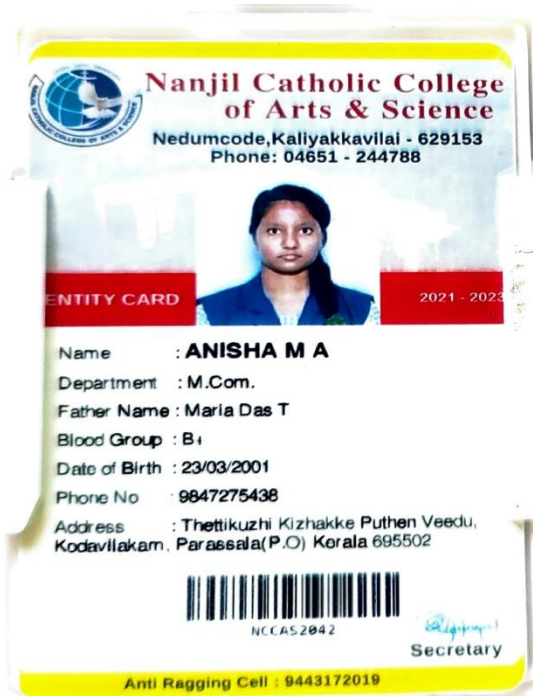 Nanjil Catholic College
of Arts & Science
Nedumcode,Kaliyakkavilai - 629153
Phone: 04651 - 244788
ENTITY CARD
2021 - 2023
Name : ANISHA M A
Department : M.Com.
Father Name : Maria Das T
Blood Group : B+
Date of Birth : 23/03/2001
Phone No : 9847275438
Address : Thettikuzhi Kizhakke Puthen Veedu,
Kodavilakam, Parassala(P.O) Kerala 695502
NCCAS2042
Secretary
Anti Ragging Cell : 9443172019